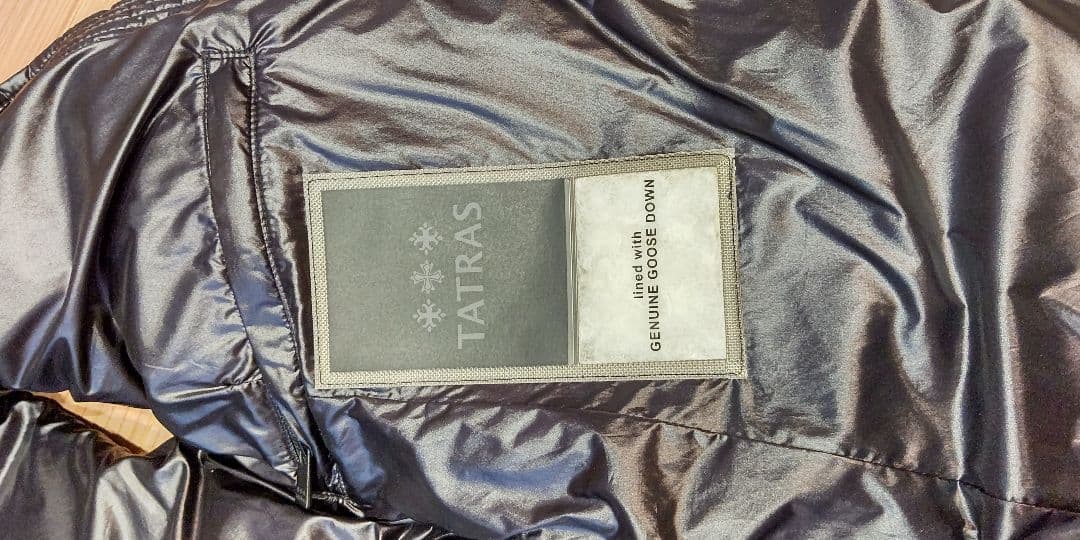 TATRAS
lined with
GENUINE GOOSE DOWN